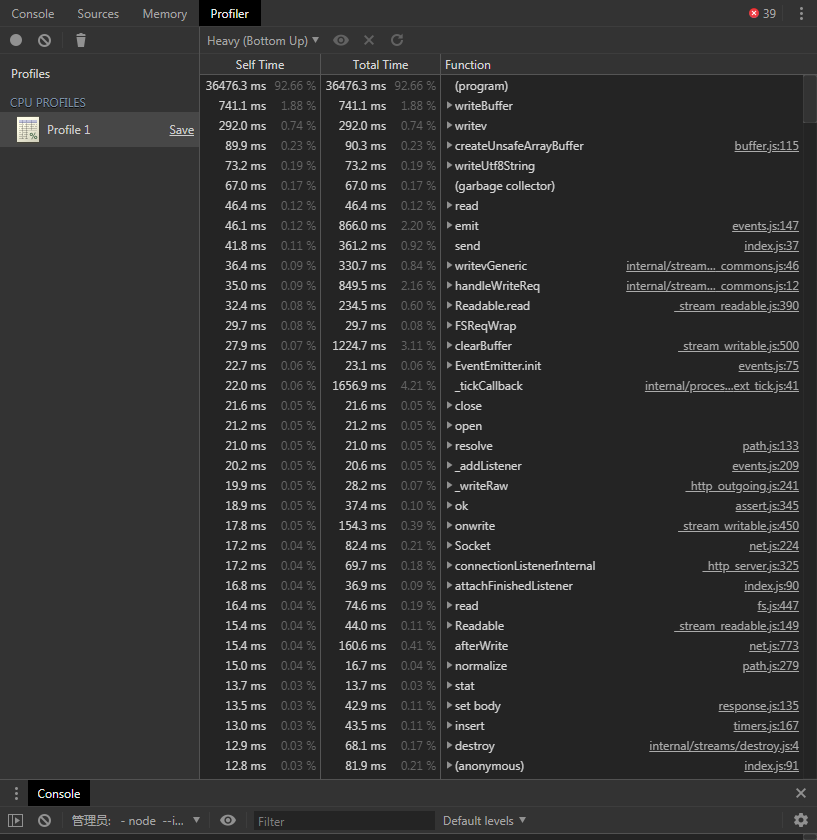 Console Sources Memory Profiler 39
Heavy (Bottom Up) ▼
Profiles
CPU PROFILES
Profile 1 Save
Self Time Total Time Function
36476.3 ms 92.66 % 36476.3 ms 92.66 % (program)
741.1 ms 1.88 % 741.1 ms 1.88 % writeBuffer
292.0 ms 0.74 % 292.0 ms 0.74 % writev
89.9 ms 0.23 % 90.3 ms 0.23 % createUnsafeArrayBuffer buffer.js:115
73.2 ms 0.19 % 73.2 ms 0.19 % writeUtf8String
67.0 ms 0.17 % 67.0 ms 0.17 % (garbage collector)
46.4 ms 0.12 % 46.4 ms 0.12 % read
46.1 ms 0.12 % 866.0 ms 2.20 % emit events.js:147
41.8 ms 0.11 % 361.2 ms 0.92 % send index.js:37
36.4 ms 0.09 % 330.7 ms 0.84 % writevGeneric internal/stream…_commons.js:46
35.0 ms 0.09 % 849.5 ms 2.16 % handleWriteReq internal/stream…_commons.js:12
32.4 ms 0.08 % 234.5 ms 0.60 % Readable.read _stream_readable.js:390
29.7 ms 0.08 % 29.7 ms 0.08 % FSReqWrap
27.9 ms 0.07 % 1224.7 ms 3.11 % clearBuffer _stream_writable.js:500
22.7 ms 0.06 % 23.1 ms 0.06 % EventEmitter.init events.js:75
22.0 ms 0.06 % 1656.9 ms 4.21 % _tickCallback internal/proces…ext_tick.js:41
21.6 ms 0.05 % 21.6 ms 0.05 % close
21.2 ms 0.05 % 21.2 ms 0.05 % open
21.0 ms 0.05 % 21.0 ms 0.05 % resolve path.js:133
20.2 ms 0.05 % 20.6 ms 0.05 % _addListener events.js:209
19.9 ms 0.05 % 28.2 ms 0.07 % _writeRaw _http_outgoing.js:241
18.9 ms 0.05 % 37.4 ms 0.10 % ok assert.js:345
17.8 ms 0.05 % 154.3 ms 0.39 % onwrite _stream_writable.js:450
17.2 ms 0.04 % 82.4 ms 0.21 % Socket net.js:224
17.2 ms 0.04 % 69.7 ms 0.18 % connectionListenerInternal _http_server.js:325
16.8 ms 0.04 % 36.9 ms 0.09 % attachFinishedListener index.js:90
16.4 ms 0.04 % 74.6 ms 0.19 % read fs.js:447
15.4 ms 0.04 % 44.0 ms 0.11 % Readable _stream_readable.js:149
15.4 ms 0.04 % 160.6 ms 0.41 % afterWrite net.js:773
15.0 ms 0.04 % 16.7 ms 0.04 % normalize path.js:279
13.7 ms 0.03 % 13.7 ms 0.03 % stat
13.5 ms 0.03 % 42.9 ms 0.11 % set body response.js:135
13.0 ms 0.03 % 43.5 ms 0.11 % insert timers.js:167
12.9 ms 0.03 % 68.1 ms 0.17 % destroy internal/streams/destroy.js:4
12.8 ms 0.03 % 81.9 ms 0.21 % (anonymous) index.js:91
Console
管理员: - node --i... ▼ Filter Default levels ▼